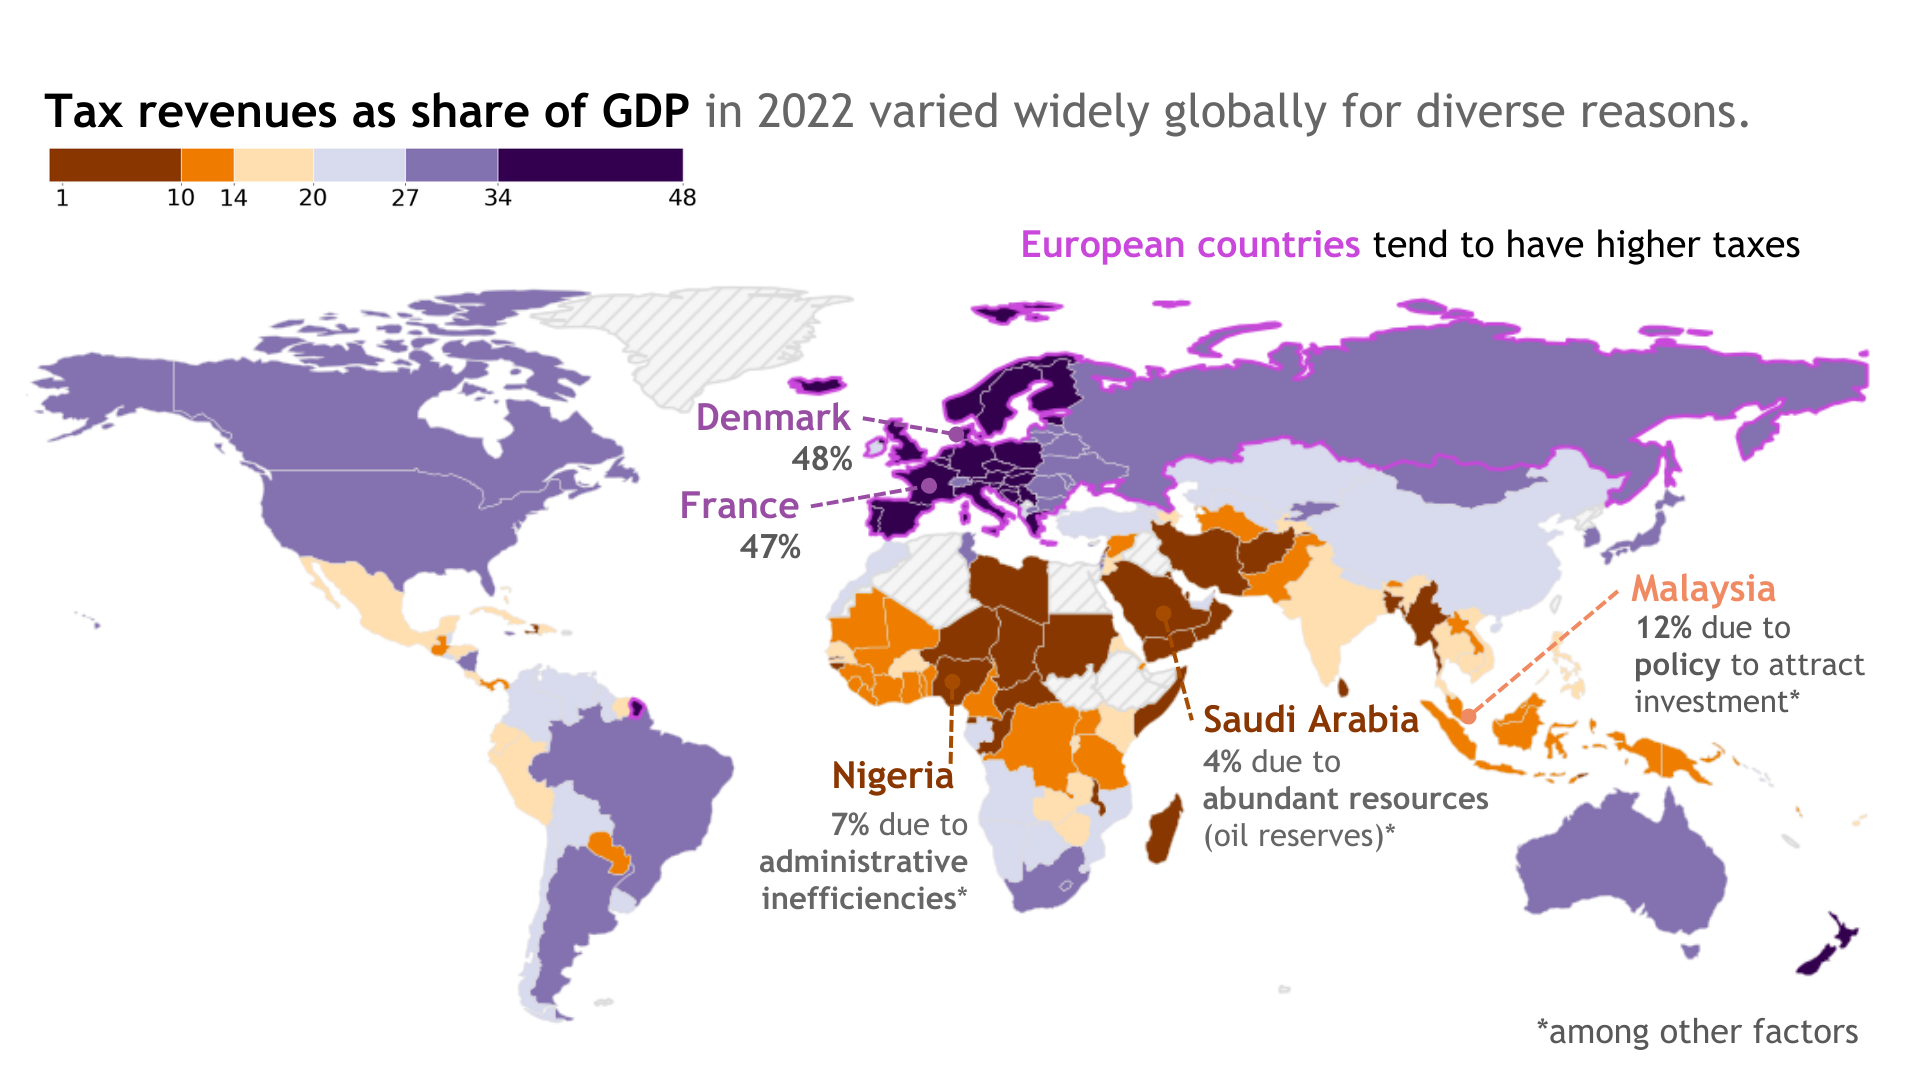 Tax revenues as share of GDP in 2022 varied widely globally for diverse reasons.
1 10 14 20 27 34 48
European countries tend to have higher taxes
Denmark
48%
France
47%
Malaysia
12% due to
policy to attract
investment*
Saudi Arabia
4% due to
abundant resources
(oil reserves)*
Nigeria
7% due to
administrative
inefficiencies*
*among other factors